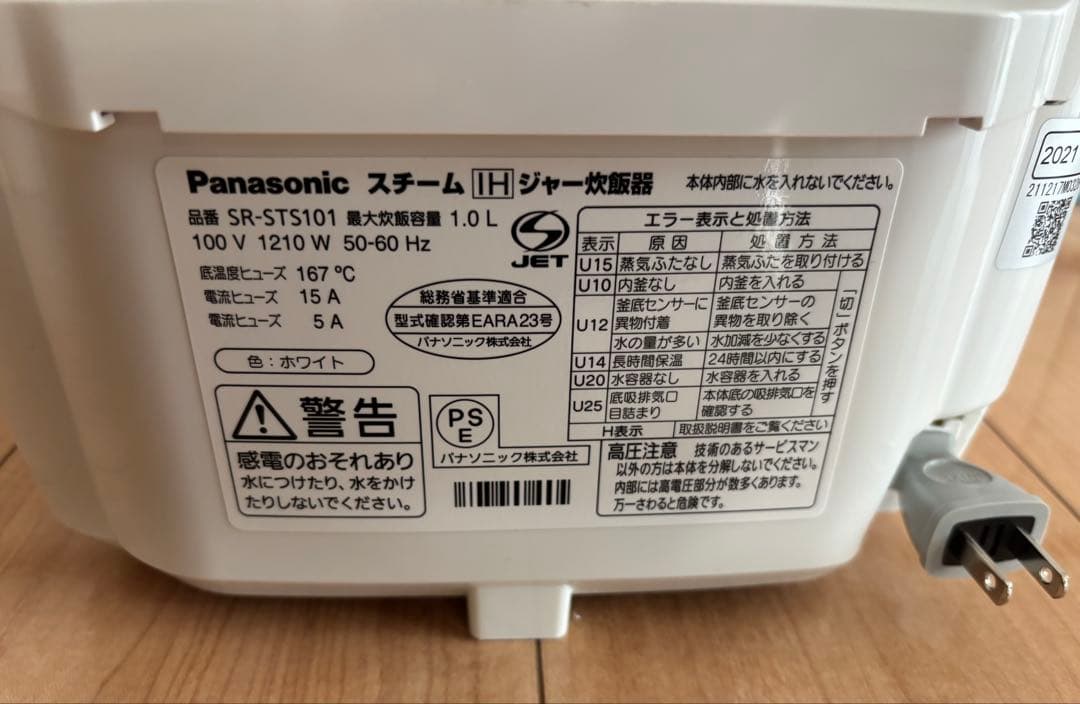 Panasonic スチームIHジャー炊飯器 本体内部に水を入れないでください。
品番 SR-STS101 最大炊飯容量 1.0 L
100 V 1210 W 50-60 Hz
底温度ヒューズ 167 ℃
電流ヒューズ 15 A
電流ヒューズ 5 A
色:ホワイト
JET
総務省基準適合
型式確認第EARA23号
パナソニック株式会社
警告
感電のおそれあり
水につけたり、水をかけ
たりしないでください。
PS
E
パナソニック株式会社
エラー表示と処置方法
表示 原因 処置方法
U15 蒸気ふたなし 蒸気ふたを取り付ける
U10 内釜なし 内釜を入れる
U12 釜底センサーに 釜底センサーの
異物付着 異物を取り除く
水の量が多い 水加減を少なくする
U14 長時間保温 24時間以内にする
U20 水容器なし 水容器を入れる
U25 底吸排気口 本体底の吸排気口を
目詰まり 確認する
「切」ボタンを押す
H表示 取扱説明書をご覧ください
高圧注意 技術のあるサービスマン
以外の方は本体を分解しないでください。
内部には高電圧部分が数多くあります。
万一さわると危険です。
2021